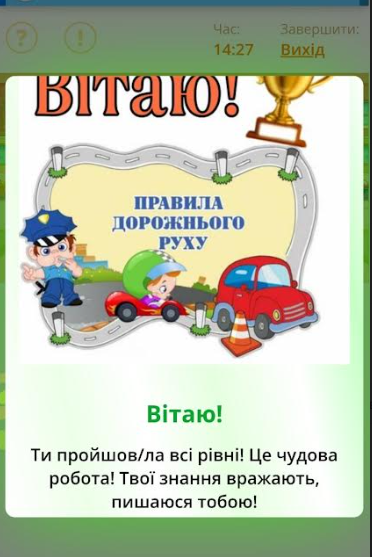 Час:
Завершити:
14:27
Вихід
Вітаю!
ПРАВИЛА
ДОРОЖНЬОГО
РУХУ
Вітаю!
Ти пройшов/ла всі рівні! Це чудова
робота! Твої знання вражають,
пишаюся тобою!